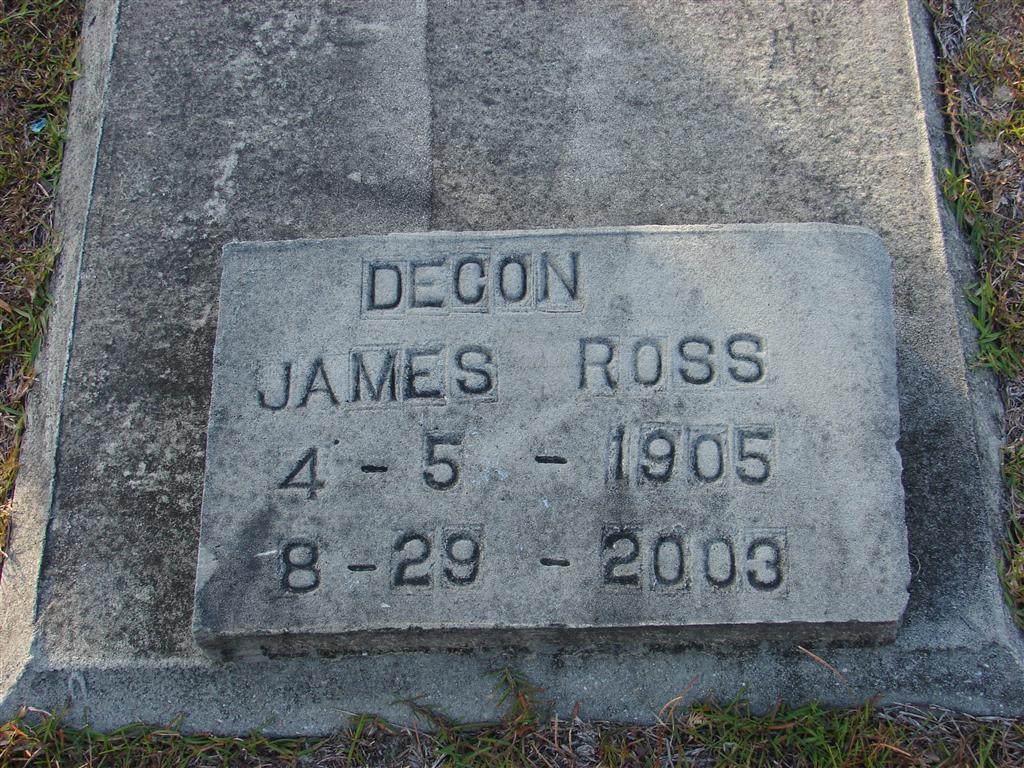 DECON
JAMES ROSS
4 - 5 - 1905
8 - 29 - 2003